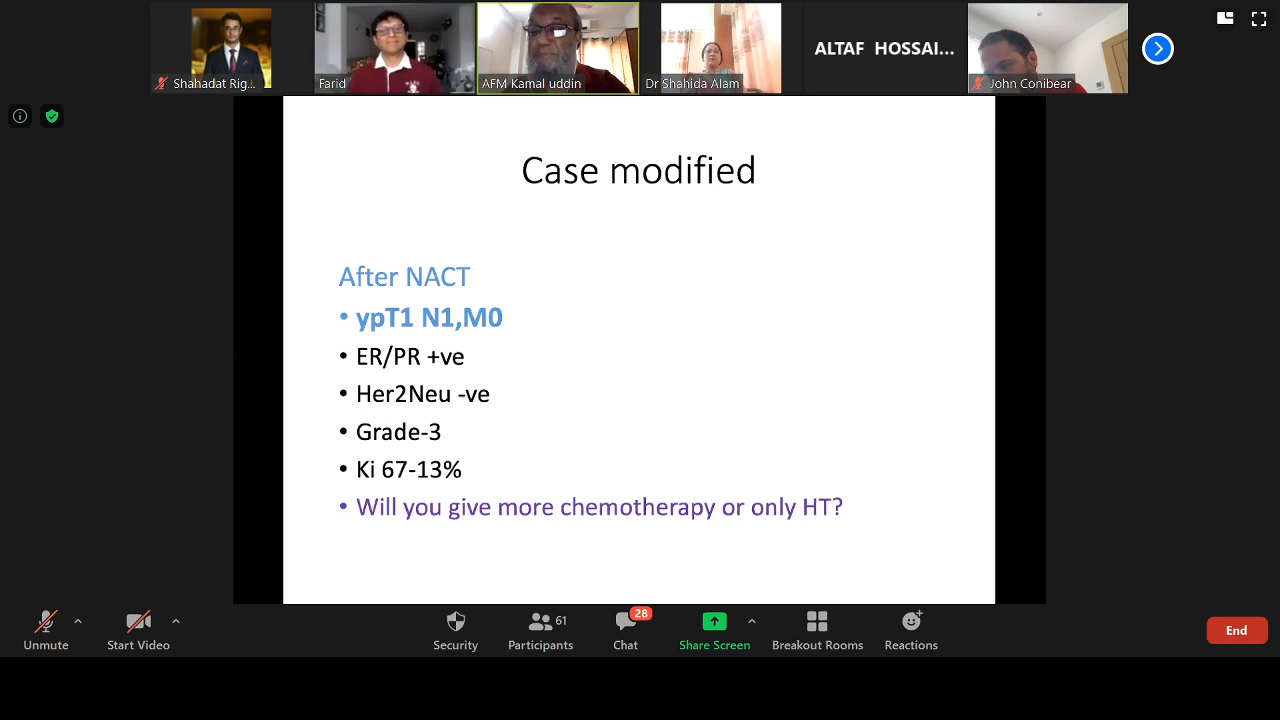 Shahadat Rig...
Farid
AFM Kamal uddin
Dr Shahida Alam
ALTAF HOSSAI...
John Conibear
Case modified
After NACT
• ypT1 N1,M0
• ER/PR +ve
• Her2Neu -ve
• Grade-3
• Ki 67-13%
• Will you give more chemotherapy or only HT?
Unmute
Start Video
Security
61
Participants
28
Chat
Share Screen
Breakout Rooms
Reactions
End